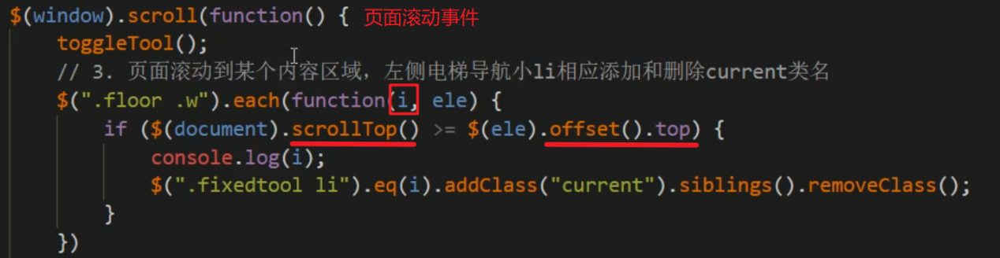 $(window).scroll(function() { 页面滚动事件
toggleTool();
// 3. 页面滚动到某个内容区域，左侧电梯导航小li相应添加和删除current类名
$(".floor .w").each(function(i, ele) {
if ($(document).scrollTop() >= $(ele).offset().top) {
console.log(i);
$(".fixedtool li").eq(i).addClass("current").siblings().removeClass();
}
})